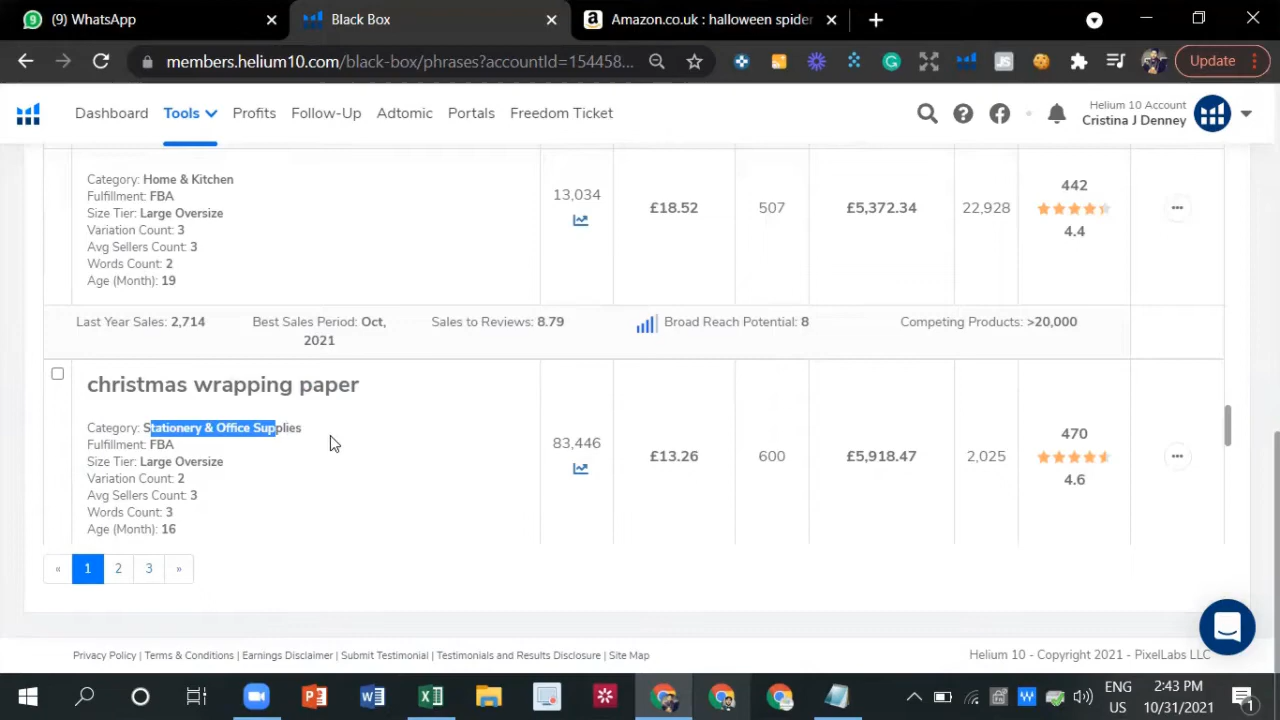 (9) WhatsApp
Black Box
Amazon.co.uk : halloween spider
members.helium10.com/black-box/phrases?accountId=154458...
Update
Dashboard Tools Profits Follow-Up Adtomic Portals Freedom Ticket
Helium 10 Account
Cristina J Denney
Category: Home & Kitchen
Fulfillment: FBA
Size Tier: Large Oversize
Variation Count: 3
Avg Sellers Count: 3
Words Count: 2
Age (Month): 19
13,034
£18.52
507
£5,372.34
22,928
442
4.4
Last Year Sales: 2,714
Best Sales Period: Oct,
2021
Sales to Reviews: 8.79
Broad Reach Potential: 8
Competing Products: >20,000
christmas wrapping paper
Category: Stationery & Office Supplies
Fulfillment: FBA
Size Tier: Large Oversize
Variation Count: 2
Avg Sellers Count: 3
Words Count: 3
Age (Month): 16
83,446
£13.26
600
£5,918.47
2,025
470
4.6
« 1 2 3 »
Privacy Policy | Terms & Conditions | Earnings Disclaimer | Submit Testimonial | Testimonials and Results Disclosure | Site Map
Helium 10 - Copyright 2021 - PixelLabs LLC
ENG
US
2:43 PM
10/31/2021
1